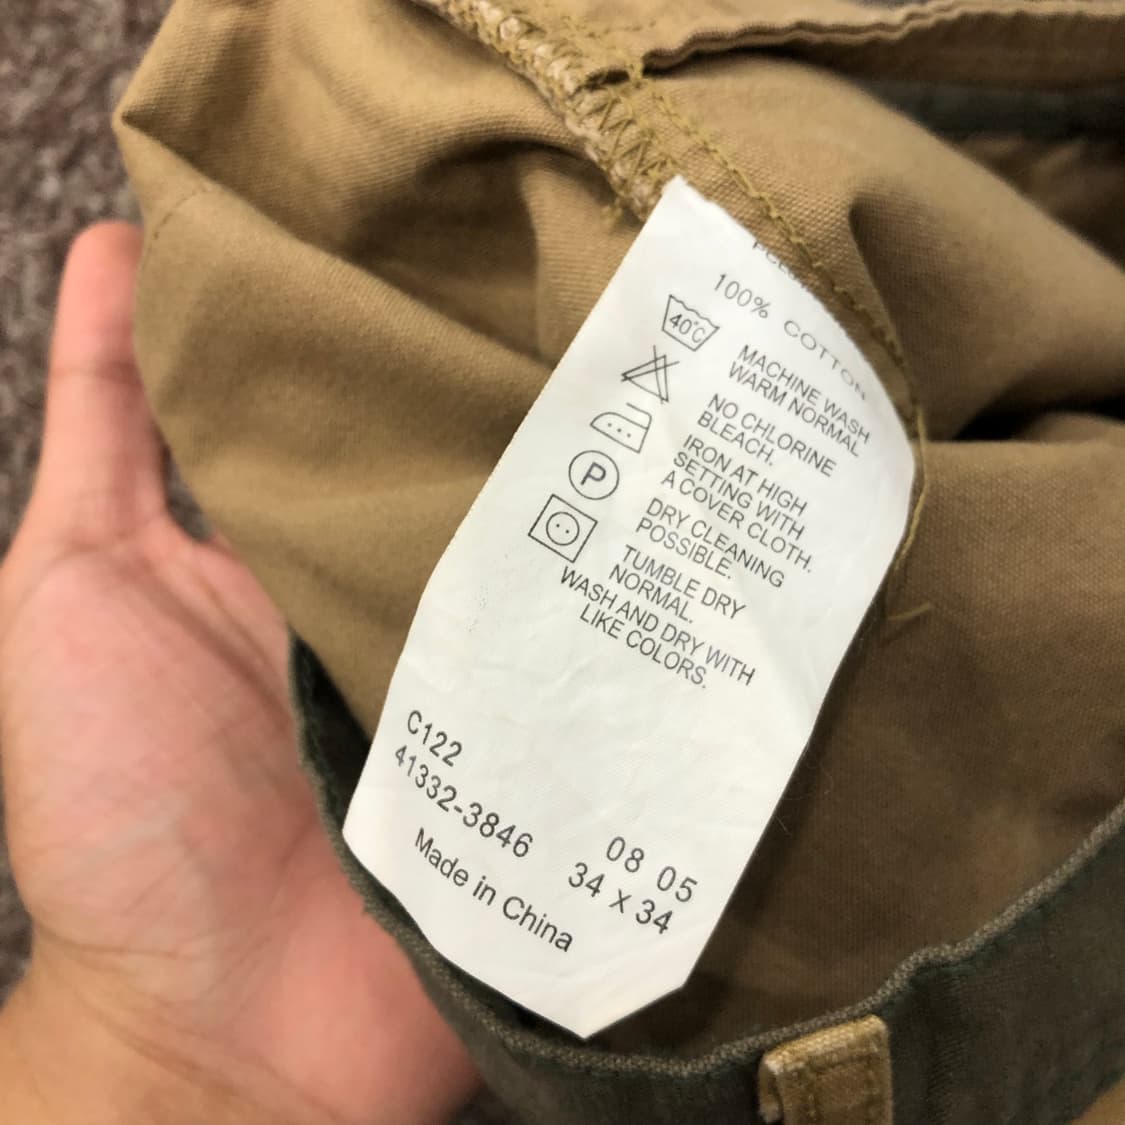 100% COTTON
40°C
MACHINE WASH
WARM NORMAL
NO CHLORINE
BLEACH.
IRON AT HIGH
SETTING WITH
A COVER CLOTH.
P
DRY CLEANING
POSSIBLE.
TUMBLE DRY
NORMAL.
WASH AND DRY WITH
LIKE COLORS.
C122 08 05
41332-3846 34 x 34
Made in China